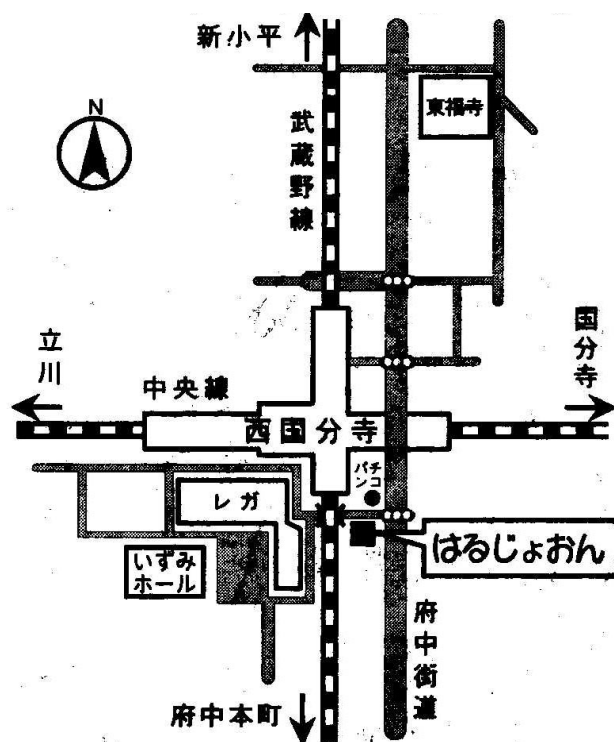 新小平
N
武蔵野線
東福寺
立川
国分寺
中央線
西国分寺
パチ
ンコ
レガ
はるじょおん
いずみ
ホール
府中街道
府中本町